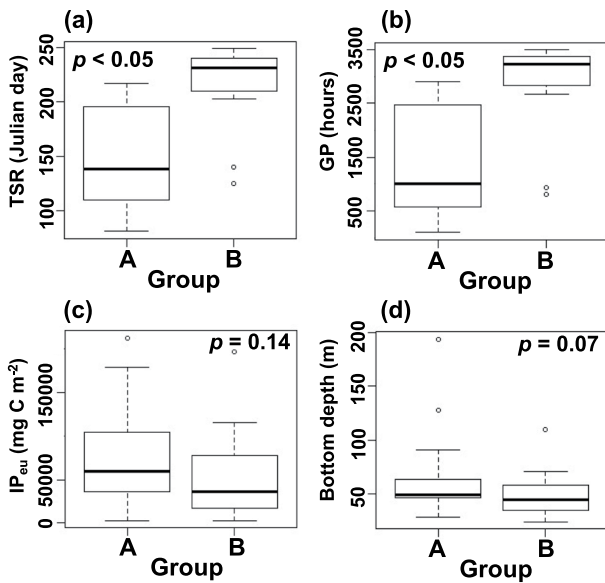 (a)
p < 0.05
TSR (Julian day)
250
200
150
100
A B
Group
(b)
p < 0.05
GP (hours)
3500
2500
1500
500
A B
Group
(c)
p = 0.14
IPeu (mg C m-2)
150000
50000
0
A B
Group
(d)
p = 0.07
Bottom depth (m)
200
150
100
50
A B
Group